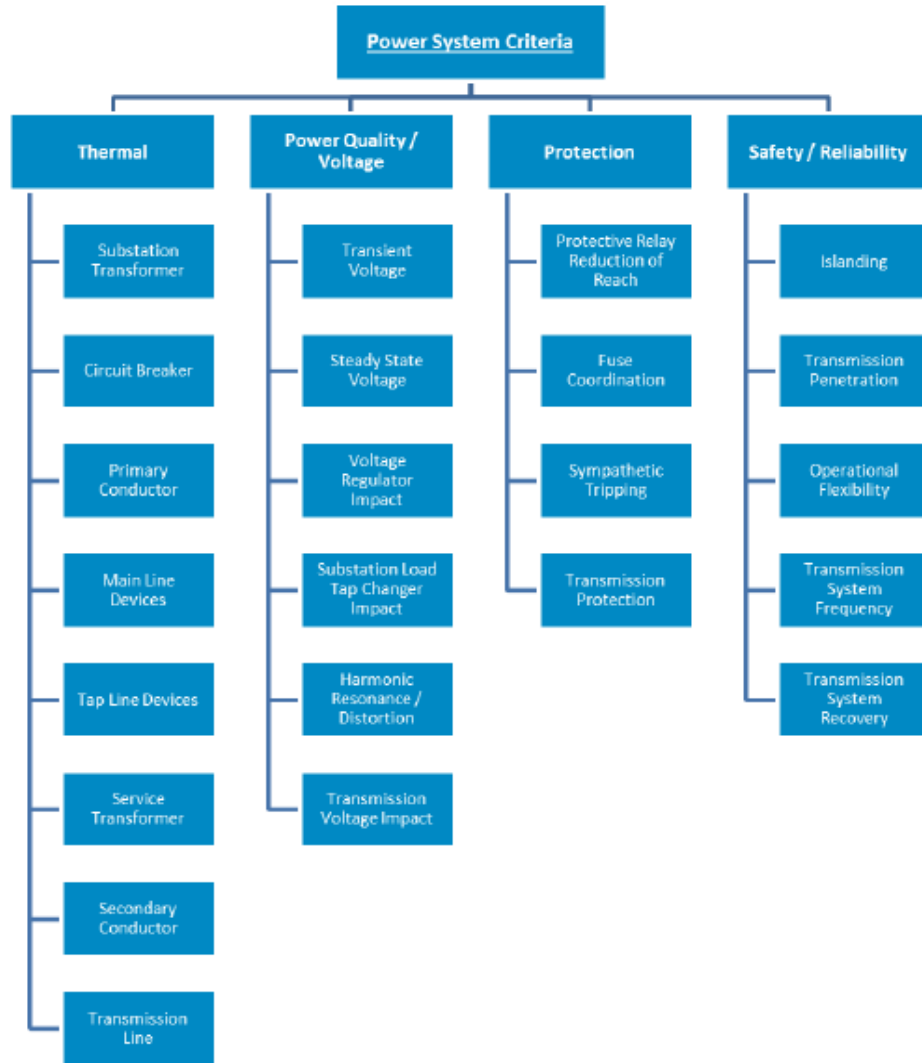 Power System Criteria
Thermal
Substation
Transformer
Circuit Breaker
Primary
Conductor
Main Line
Devices
Tap Line Devices
Service
Transformer
Secondary
Conductor
Transmission
Line
Power Quality /
Voltage
Transient
Voltage
Steady State
Voltage
Voltage
Regulator
Impact
Substation Load
Tap Changer
Impact
Harmonic
Resonance /
Distortion
Transmission
Voltage Impact
Protection
Protective Relay
Reduction of
Reach
Fuse
Coordination
Sympathetic
Tripping
Transmission
Protection
Safety / Reliability
Islanding
Transmission
Penetration
Operational
Flexibility
Transmission
System
Frequency
Transmission
System
Recovery